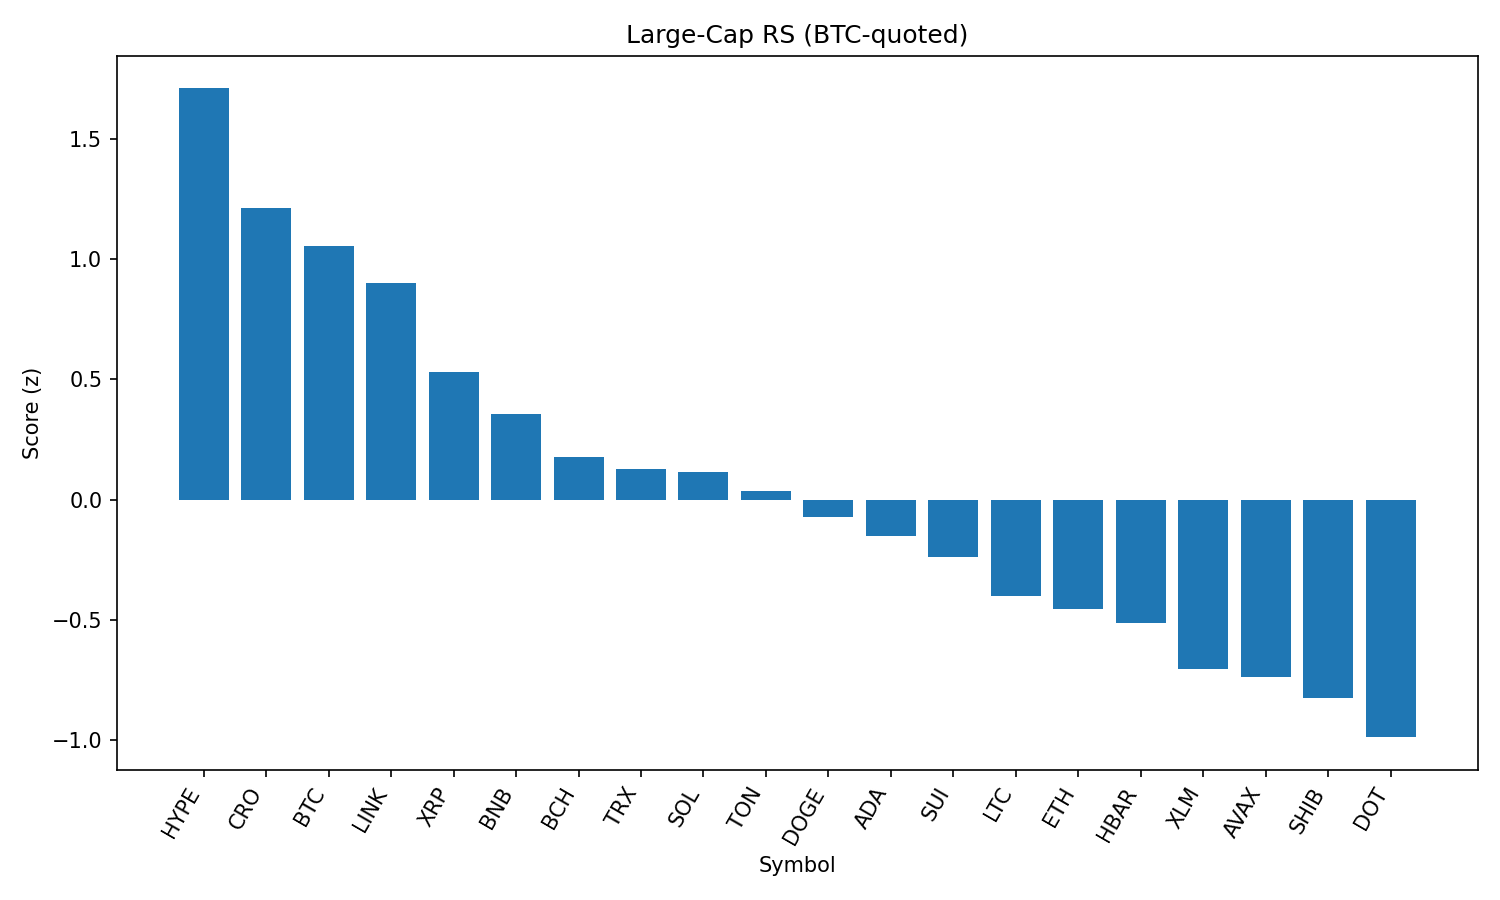 Large-Cap RS (BTC-quoted)
Score (z)
1.5
1.0
0.5
0.0
−0.5
−1.0
HYPE
CRO
BTC
LINK
XRP
BNB
BCH
TRX
SOL
TON
DOGE
ADA
SUI
LTC
ETH
HBAR
XLM
AVAX
SHIB
DOT
Symbol